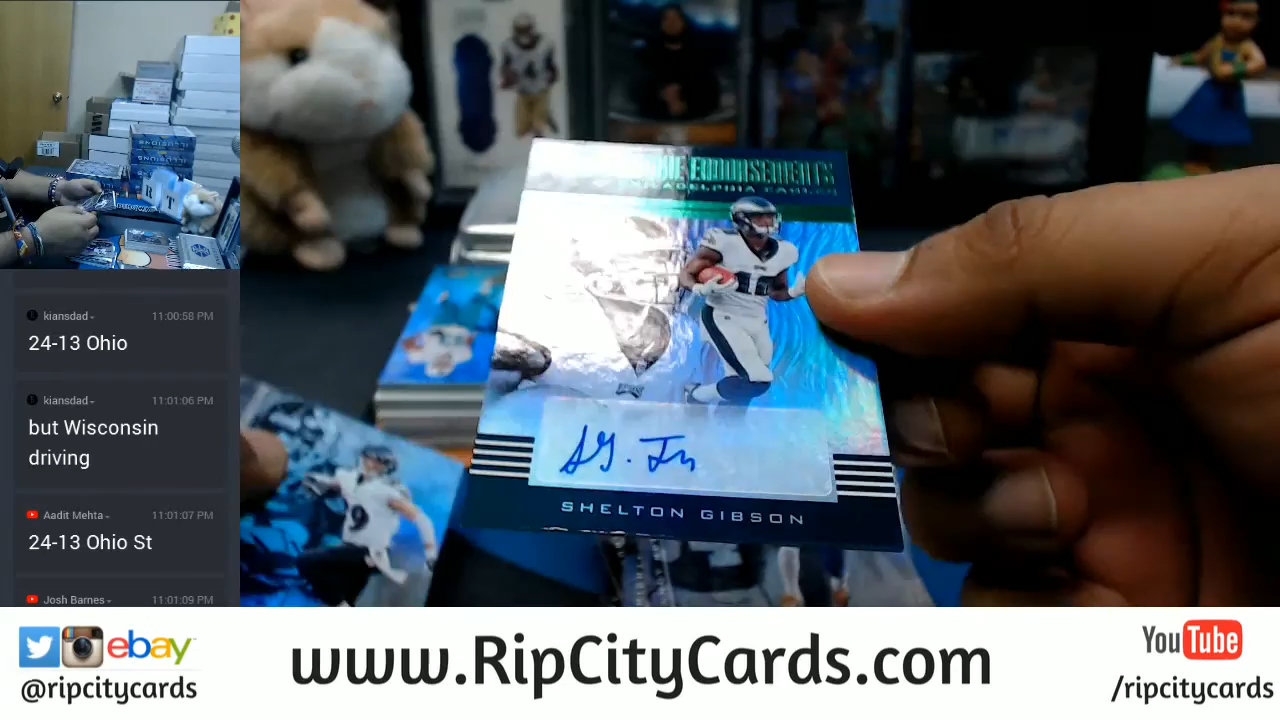 kiansdad
11:00:58 PM
24-13 Ohio
kiansdad
11:01:06 PM
but Wisconsin
driving
Aadit Mehta
11:01:07 PM
24-13 Ohio St
Josh Barnes
11:01:09 PM
ENDORSEMENTS
PHILADELPHIA EAGLES
SHELTON GIBSON
9
R
T
ebay
@ripcitycards
www.RipCityCards.com
YouTube
/ripcitycards